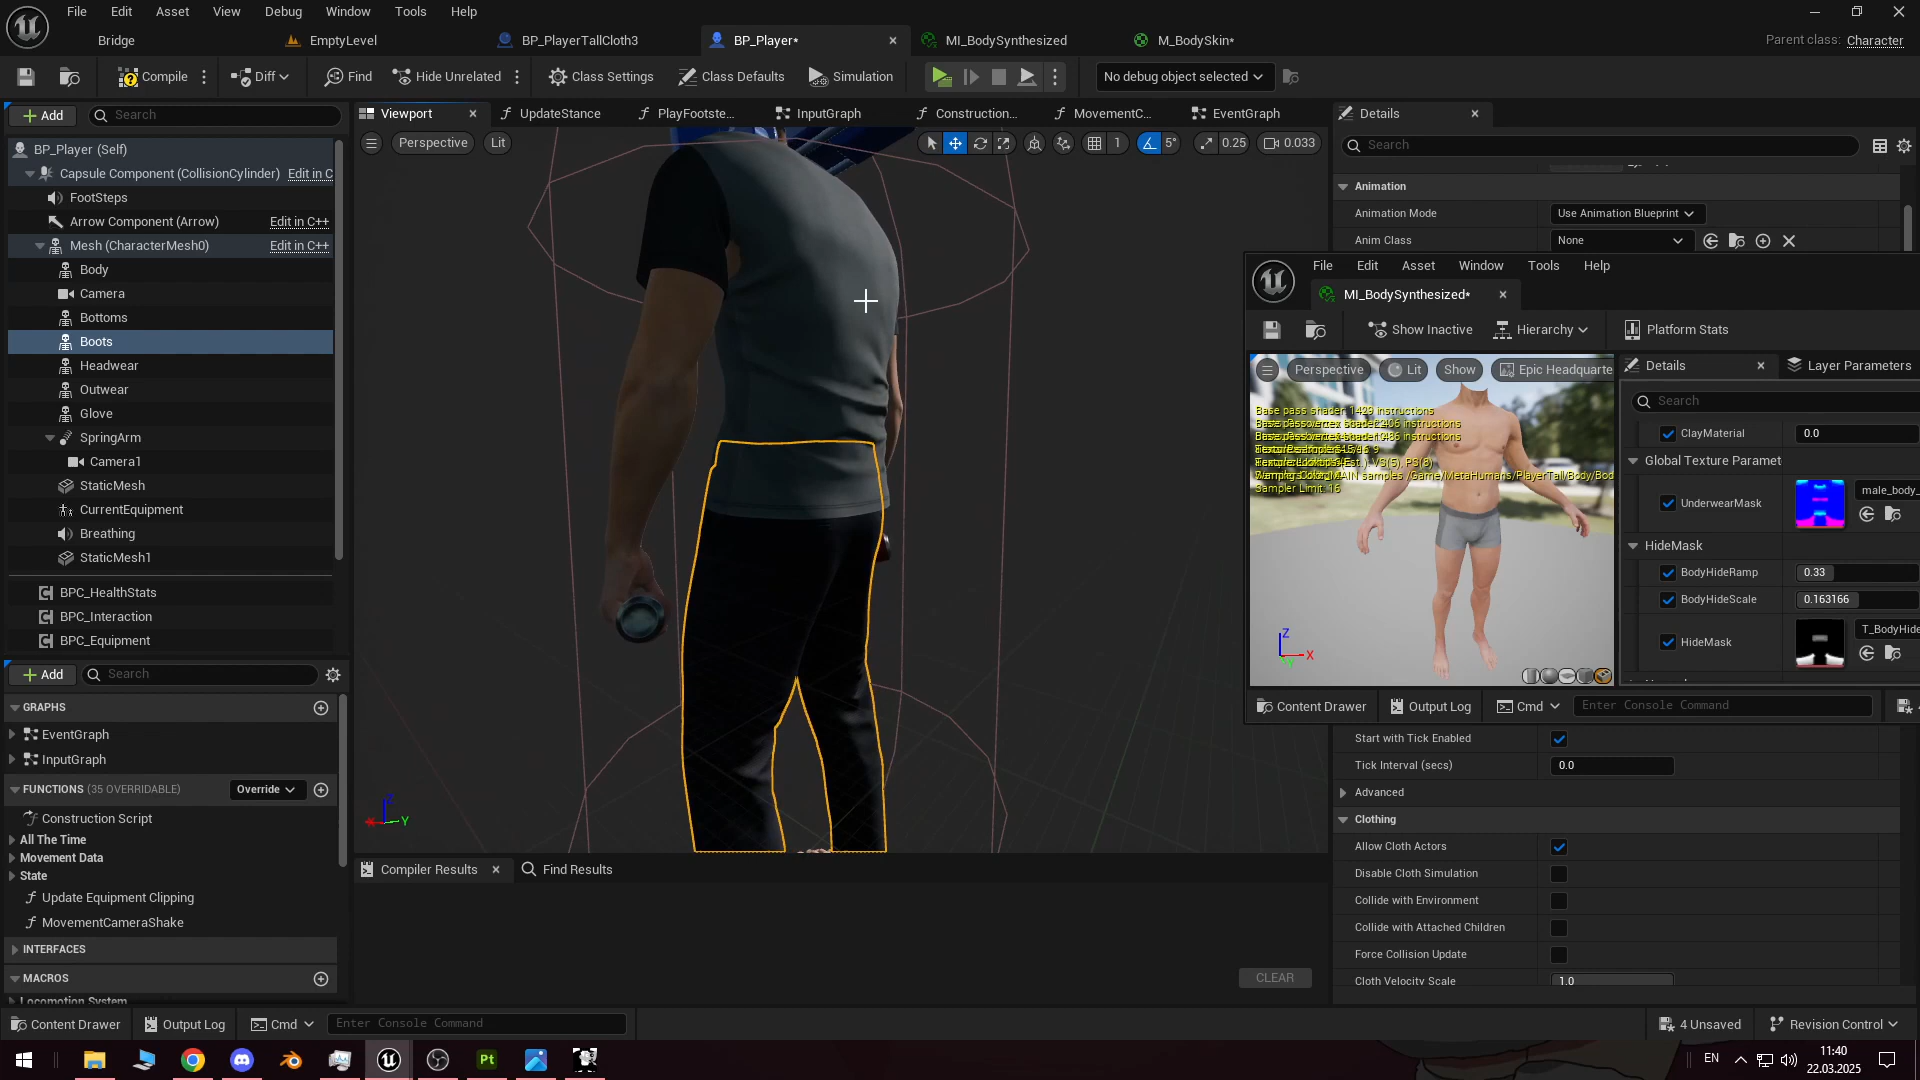 File Edit Asset View Debug Window Tools Help
Bridge EmptyLevel BP_PlayerTallCloth3 BP_Player* MI_BodySynthesized M_BodySkin*
Parent class: Character
Compile Diff Find Hide Unrelated Class Settings Class Defaults Simulation No debug object selected
Add Search
BP_Player (Self)
Capsule Component (CollisionCylinder) Edit in C
FootSteps
Arrow Component (Arrow) Edit in C++
Mesh (CharacterMesh0) Edit in C++
Body
Camera
Bottoms
Boots
Headwear
Outwear
Glove
SpringArm
Camera1
StaticMesh
CurrentEquipment
Breathing
StaticMesh1
BPC_HealthStats
BPC_Interaction
BPC_Equipment
Add Search
GRAPHS
EventGraph
InputGraph
FUNCTIONS (35 OVERRIDABLE) Override
Construction Script
All The Time
Movement Data
State
Update Equipment Clipping
MovementCameraShake
INTERFACES
MACROS
Locomotion System
Viewport UpdateStance PlayFootste... InputGraph Construction... MovementC... EventGraph
Perspective Lit 1 5° 0.25 0.033
Z
X Y
Compiler Results Find Results
CLEAR
Details
Search
Animation
Animation Mode Use Animation Blueprint
Anim Class None
File Edit Asset Window Tools Help
MI_BodySynthesized*
Show Inactive Hierarchy Platform Stats
Perspective Lit Show Epic Headquarte
Base pass shader: 1429 instructions
Sampler Limit: 16
Z
X
Y
Details Layer Parameters
Search
ClayMaterial 0.0
Global Texture Paramet
UnderwearMask male_body_
HideMask
BodyHideRamp 0.33
BodyHideScale 0.163166
HideMask T_BodyHide
Content Drawer Output Log Cmd Enter Console Command
Start with Tick Enabled
Tick Interval (secs) 0.0
Advanced
Clothing
Allow Cloth Actors
Disable Cloth Simulation
Collide with Environment
Collide with Attached Children
Force Collision Update
Cloth Velocity Scale 1.0
Content Drawer Output Log Cmd Enter Console Command 4 Unsaved Revision Control
Pt EN 11:40
22.03.2025